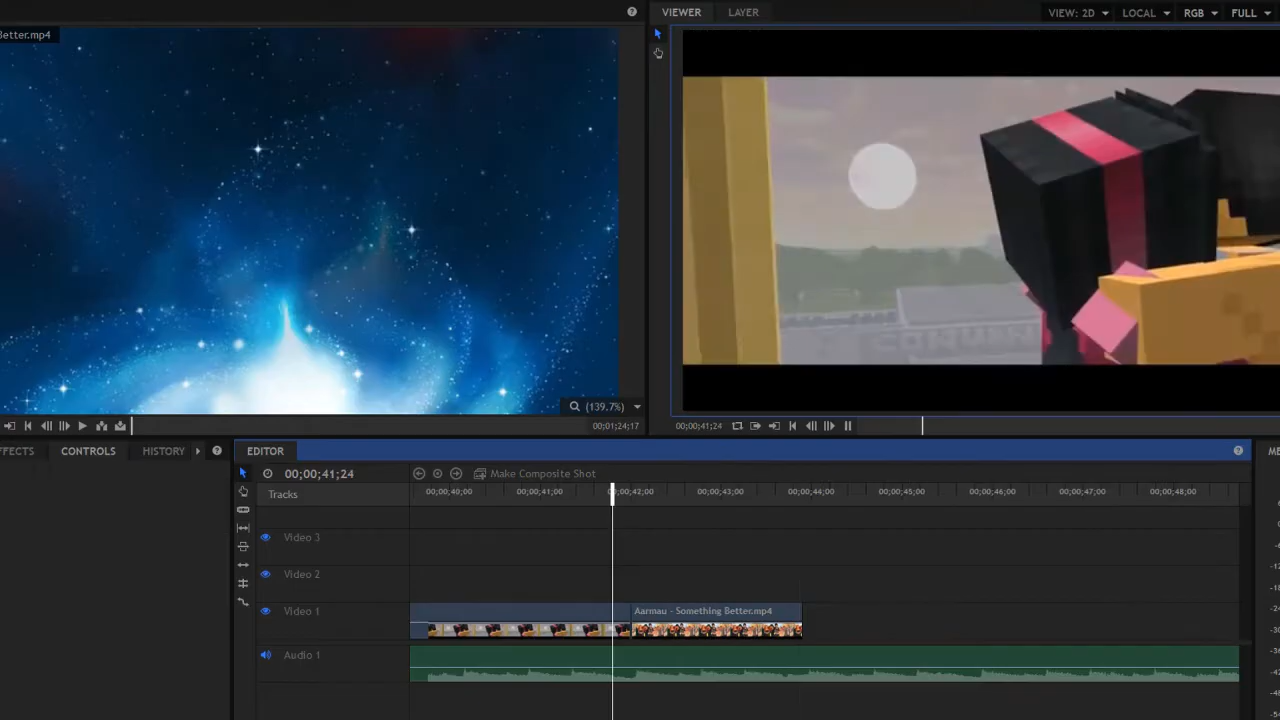 VIEWER LAYER VIEW: 2D LOCAL RGB FULL
Better.mp4
(139.7%)
00;01;24;17
00;00;41;24
CONTROLS HISTORY
EDITOR
00;00;41;24 Make Composite Shot
Tracks 00;00;40;00 00;00;41;00 00;00;42;00 00;00;43;00 00;00;44;00 00;00;45;00 00;00;46;00 00;00;47;00 00;00;48;00
Video 3
Video 2
Video 1 Aarmau - Something Better.mp4
Audio 1